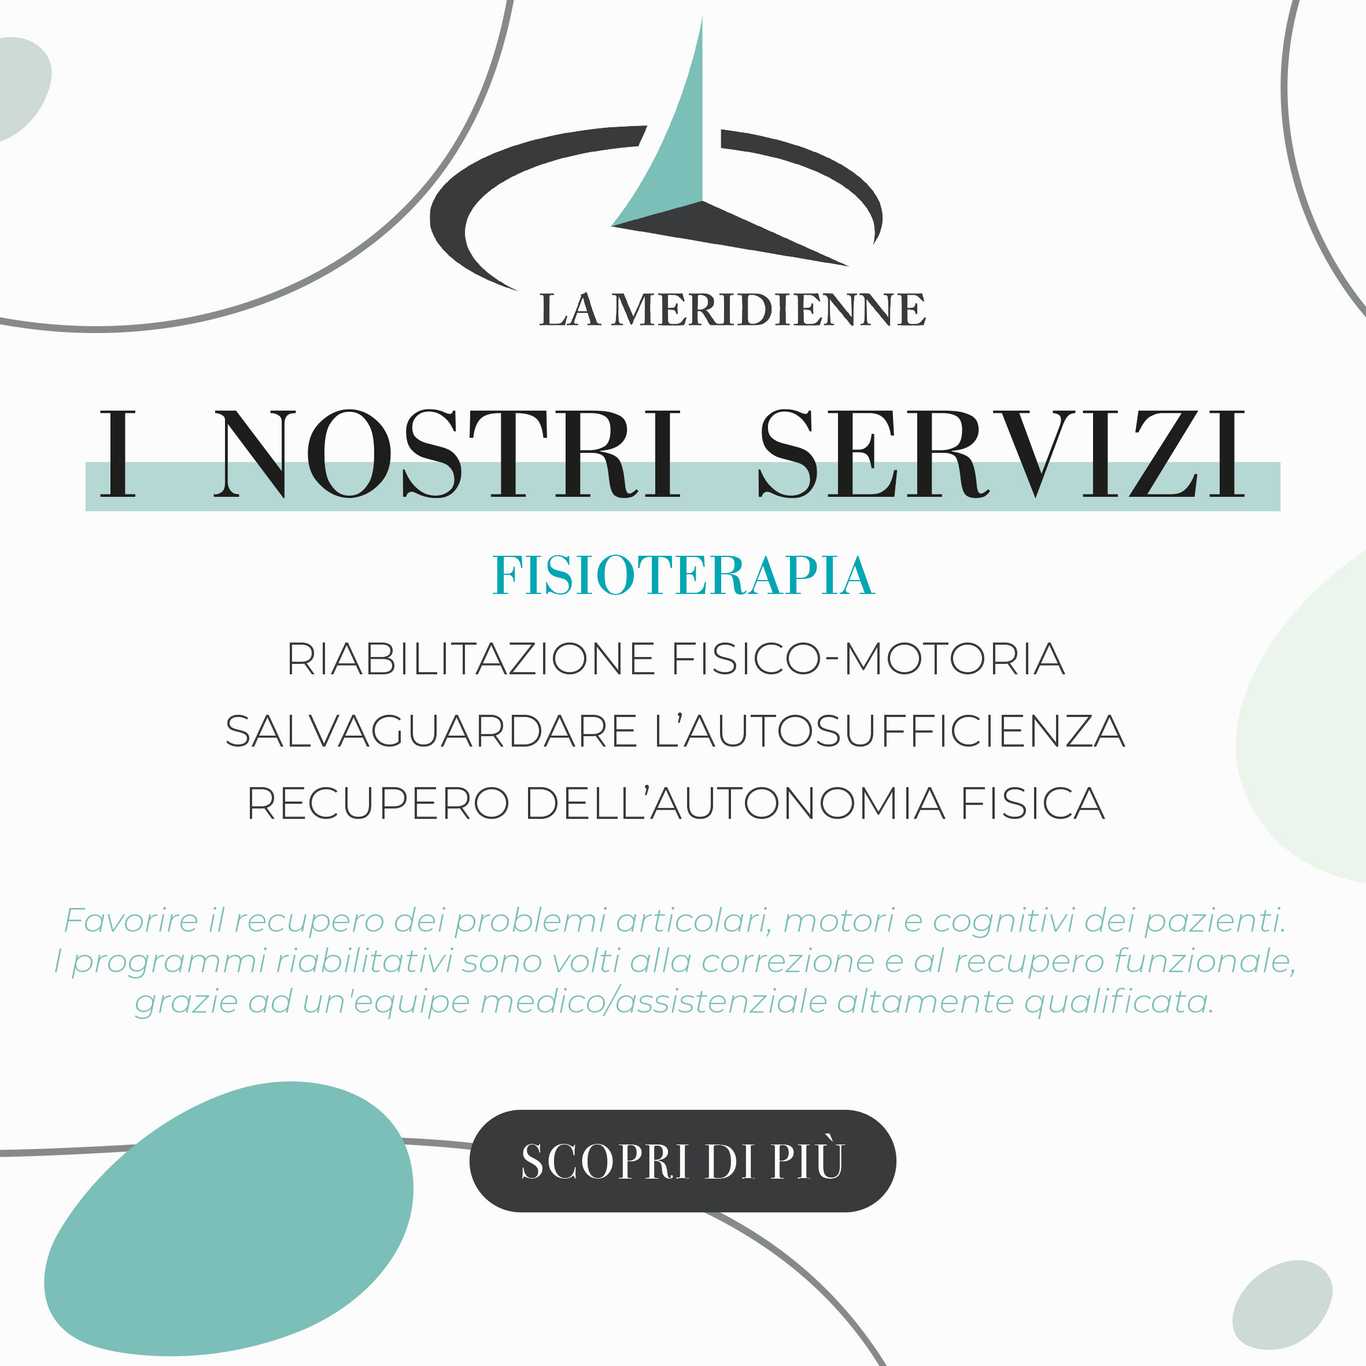 LA MERIDIENNE
I NOSTRI SERVIZI
FISIOTERAPIA
RIABILITAZIONE FISICO-MOTORIA
SALVAGUARDARE L’AUTOSUFFICIENZA
RECUPERO DELL’AUTONOMIA FISICA
Favorire il recupero dei problemi articolari, motori e cognitivi dei pazienti.
I programmi riabilitativi sono volti alla correzione e al recupero funzionale,
grazie ad un'equipe medico/assistenziale altamente qualificata.
SCOPRI DI PIÙ